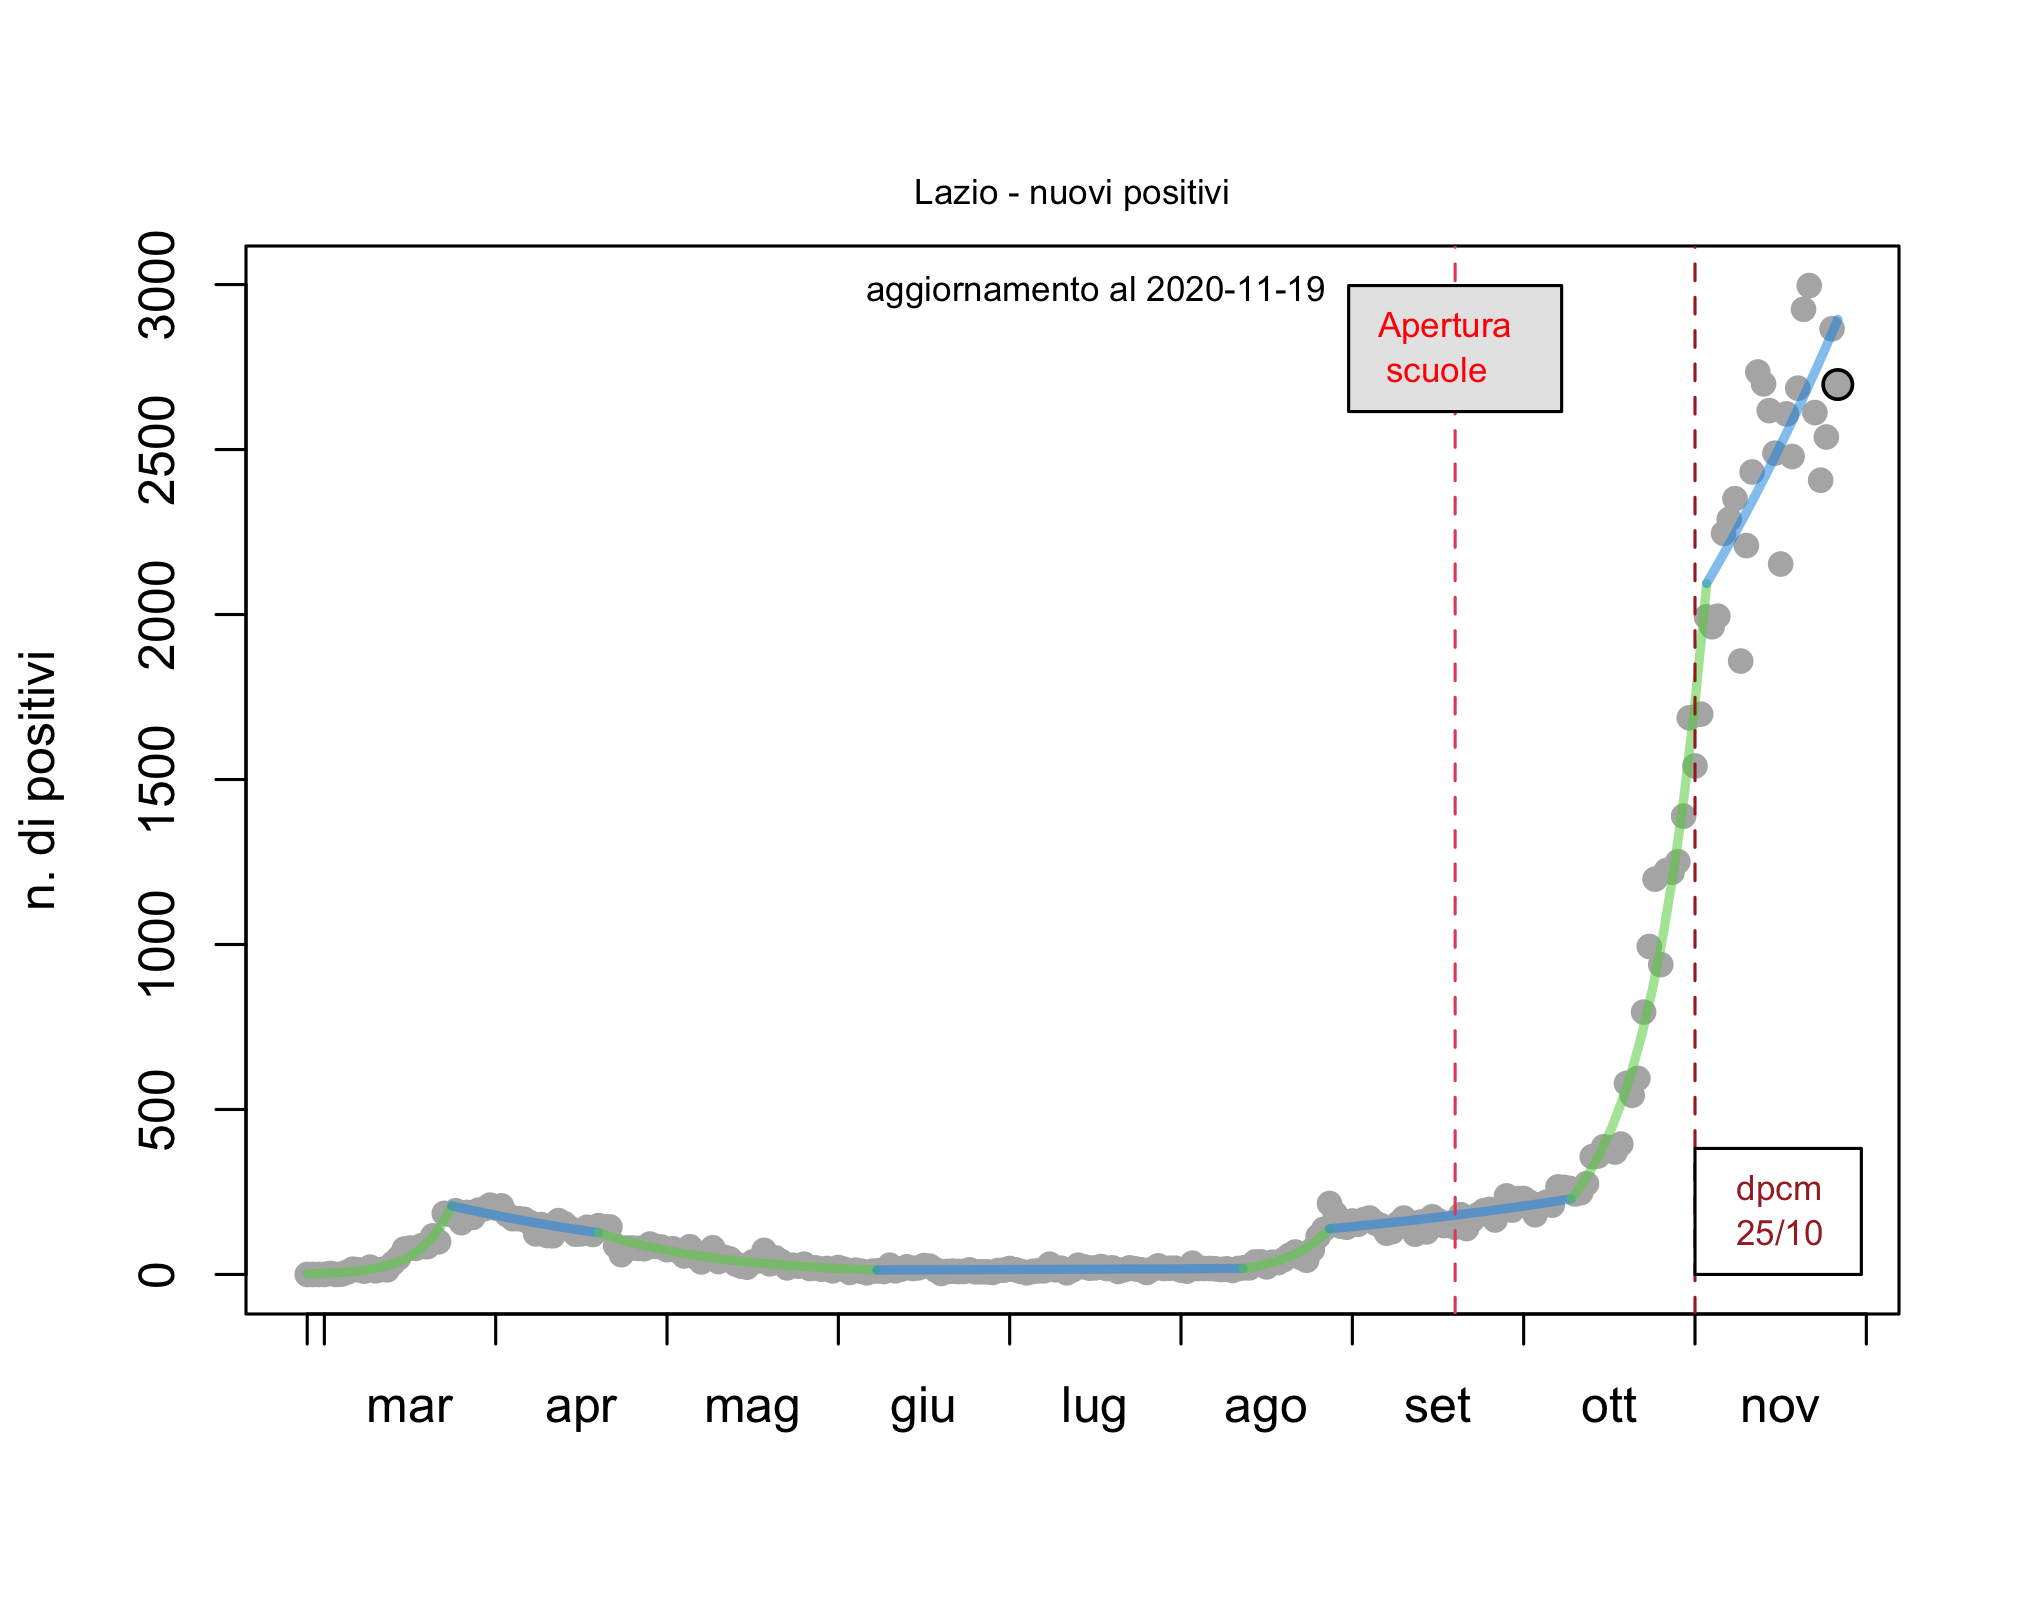 Lazio - nuovi positivi
aggiornamento al 2020-11-19
Apertura
scuole
n. di positivi
3000
2500
2000
1500
1000
500
0
dpcm
25/10
mar apr mag giu lug ago set ott nov